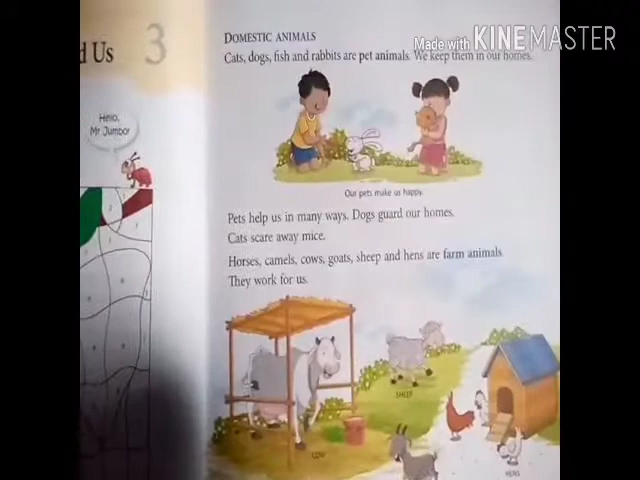 Made with KINEMASTER
d Us 3
Hello,
Mr Jumbo!
DOMESTIC ANIMALS
Cats, dogs, fish and rabbits are pet animals. We keep them in our homes.
Our pets make us happy.
Pets help us in many ways. Dogs guard our homes.
Cats scare away mice.
Horses, camels, cows, goats, sheep and hens are farm animals.
They work for us.
SHEEP
COW
HENS